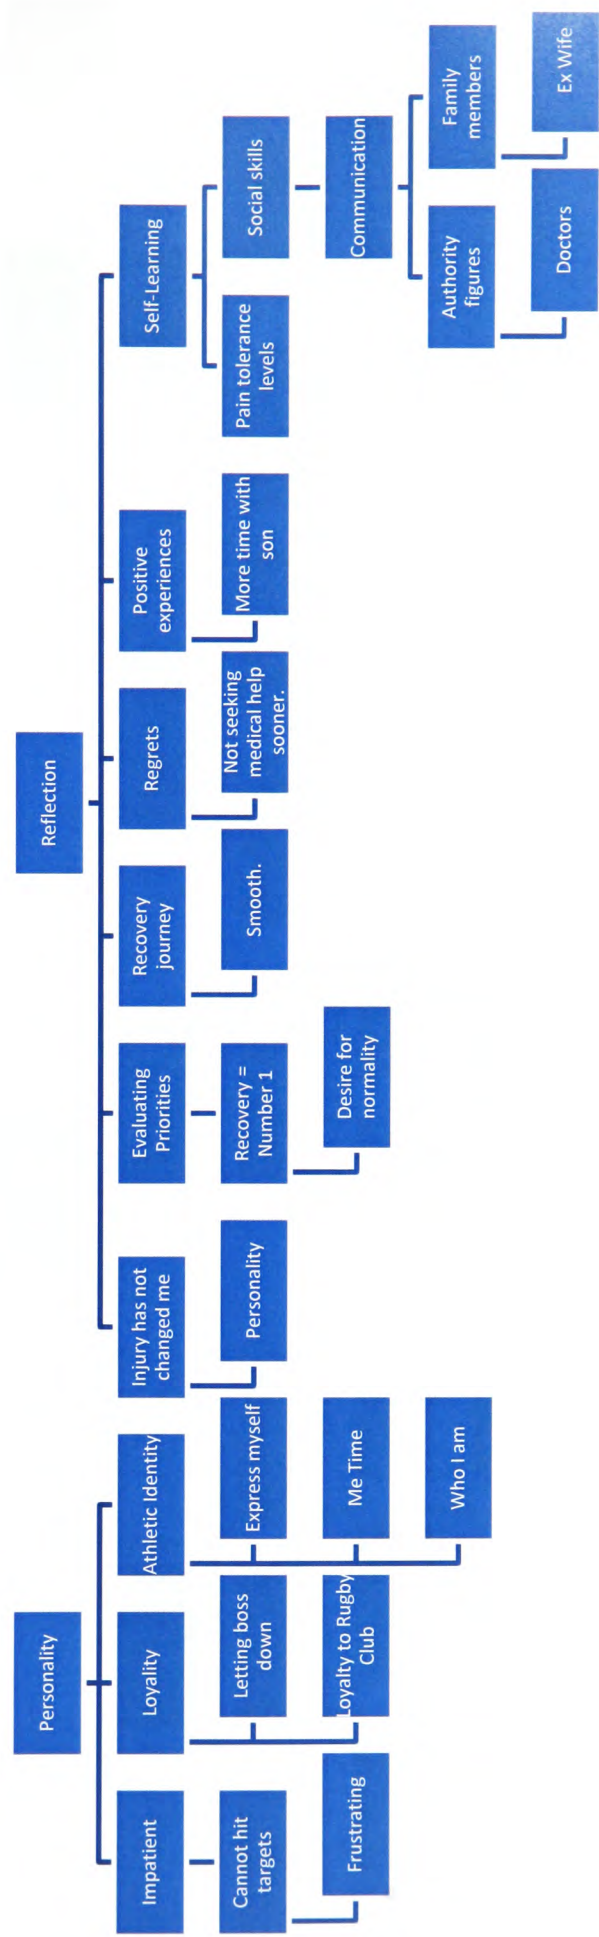 Personality
Impatient
Cannot hit
targets
Frustrating
Loyality
Letting boss
down
Loyalty to Rugby
Club
Athletic Identity
Express myself
Me Time
Who I am
Reflection
Injury has not
changed me
Personality
Evaluating
Priorities
Recovery =
Number 1
Desire for
normality
Recovery
journey
Smooth.
Regrets
Not seeking
medical help
sooner.
Positive
experiences
More time with
son
Self-Learning
Pain tolerance
levels
Social skills
Communication
Authority
figures
Doctors
Family
members
Ex Wife